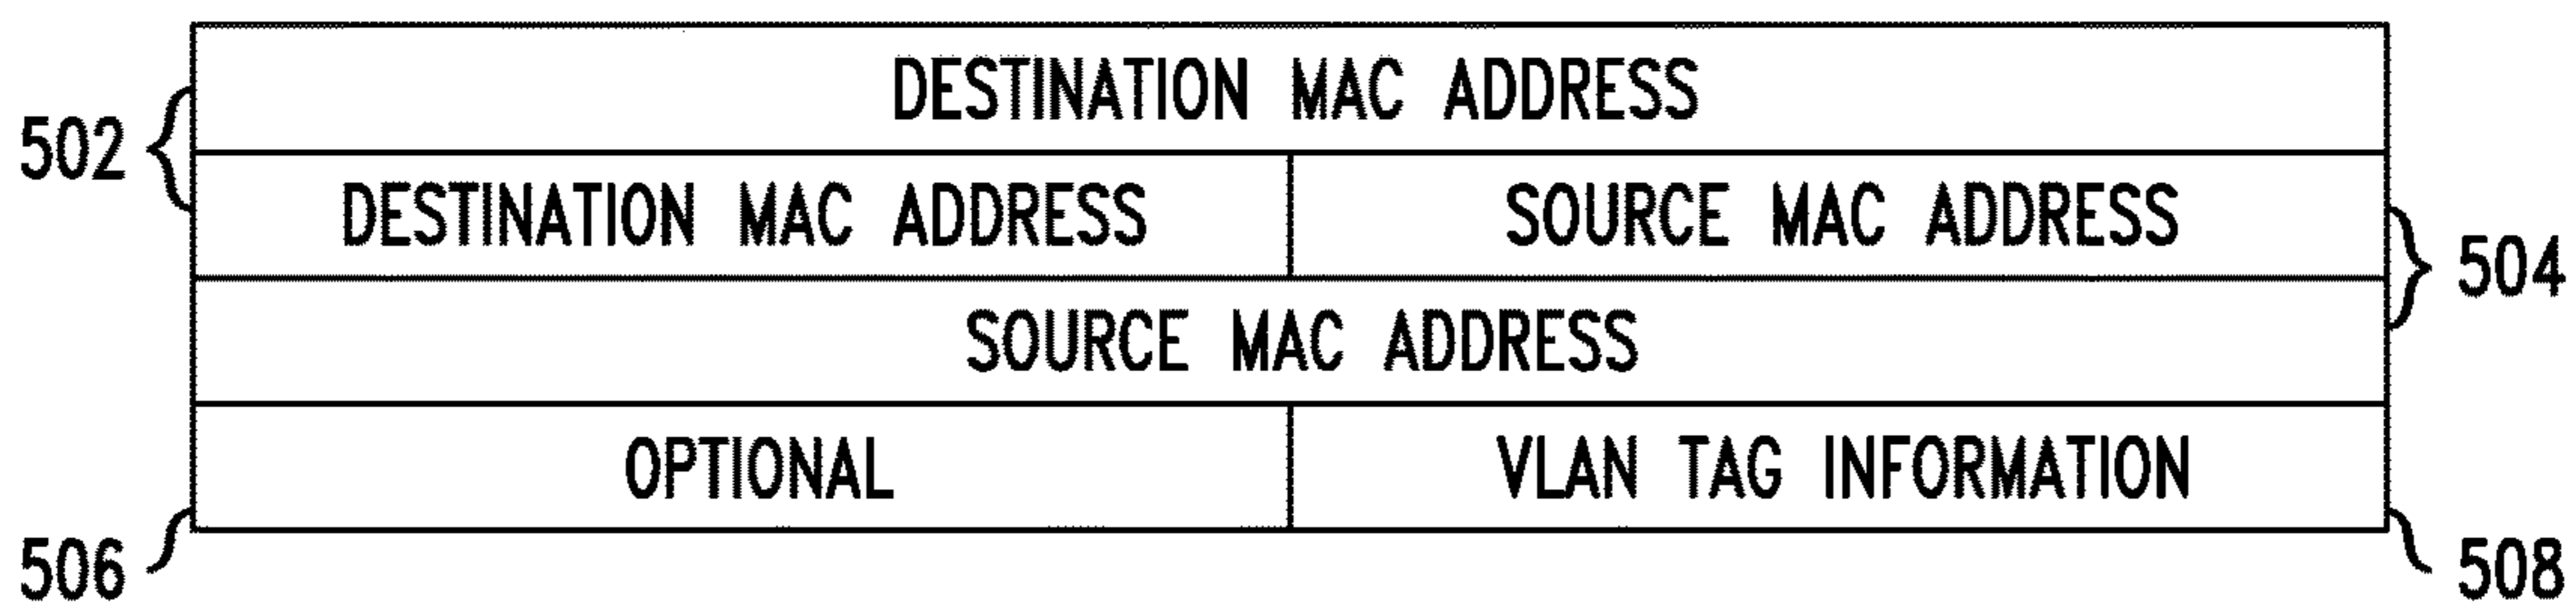 DESTINATION MAC ADDRESS
502
DESTINATION MAC ADDRESS SOURCE MAC ADDRESS
504
SOURCE MAC ADDRESS
OPTIONAL VLAN TAG INFORMATION
506 508